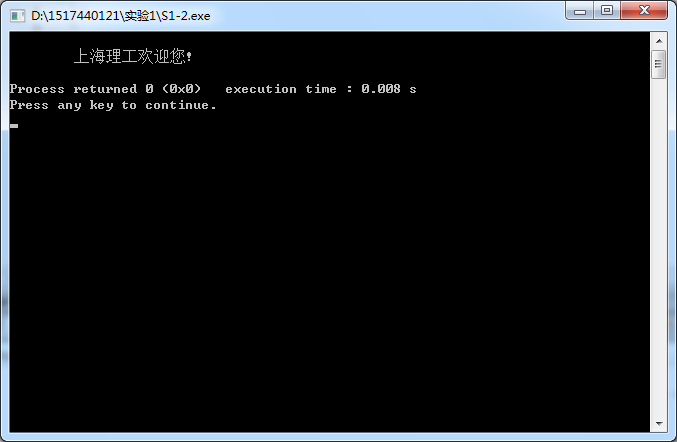 D:\1517440121\实验1\S1-2.exe
上海理工欢迎您!
Process returned 0 (0x0)   execution time : 0.008 s
Press any key to continue.